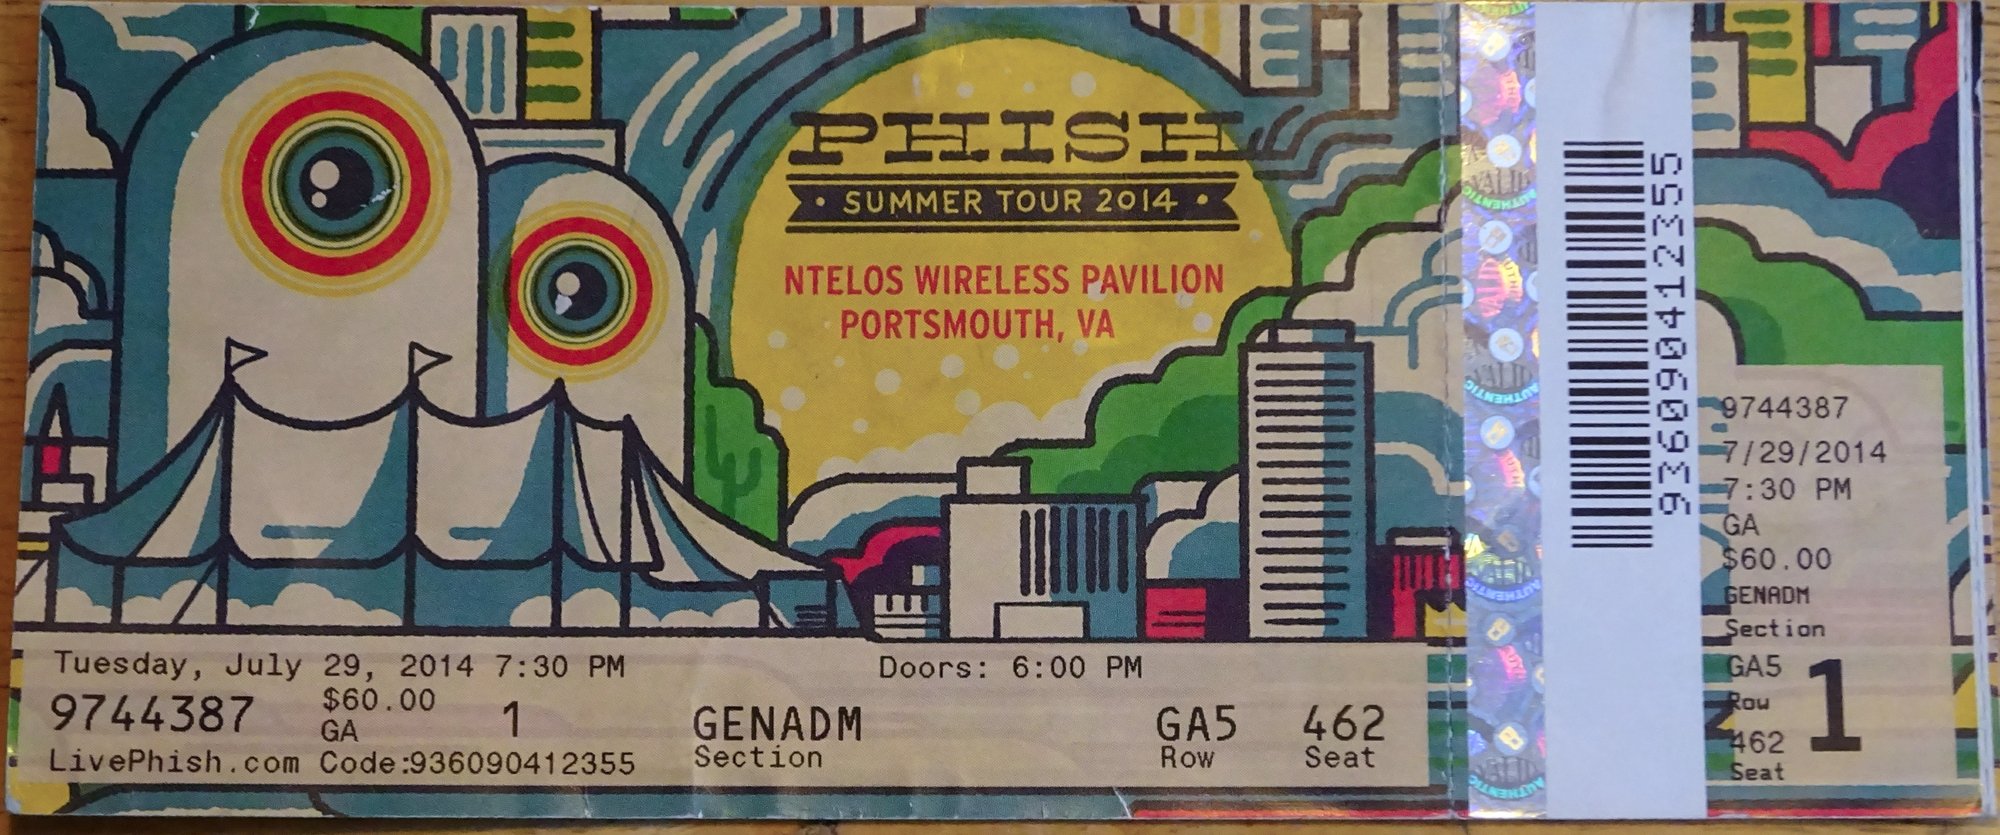 PHISH
· SUMMER TOUR 2014 ·
NTELOS WIRELESS PAVILION
PORTSMOUTH, VA
Tuesday, July 29, 2014 7:30 PM
Doors: 6:00 PM
9744387
$60.00
GA
1
GENADM
Section
GA5
Row
462
Seat
LivePhish.com Code:936090412355
VALID
AUTHENTIC
936090412355
9744387
7/29/2014
7:30 PM
GA
$60.00
GENADM
Section
GA5
Row
462
Seat
1